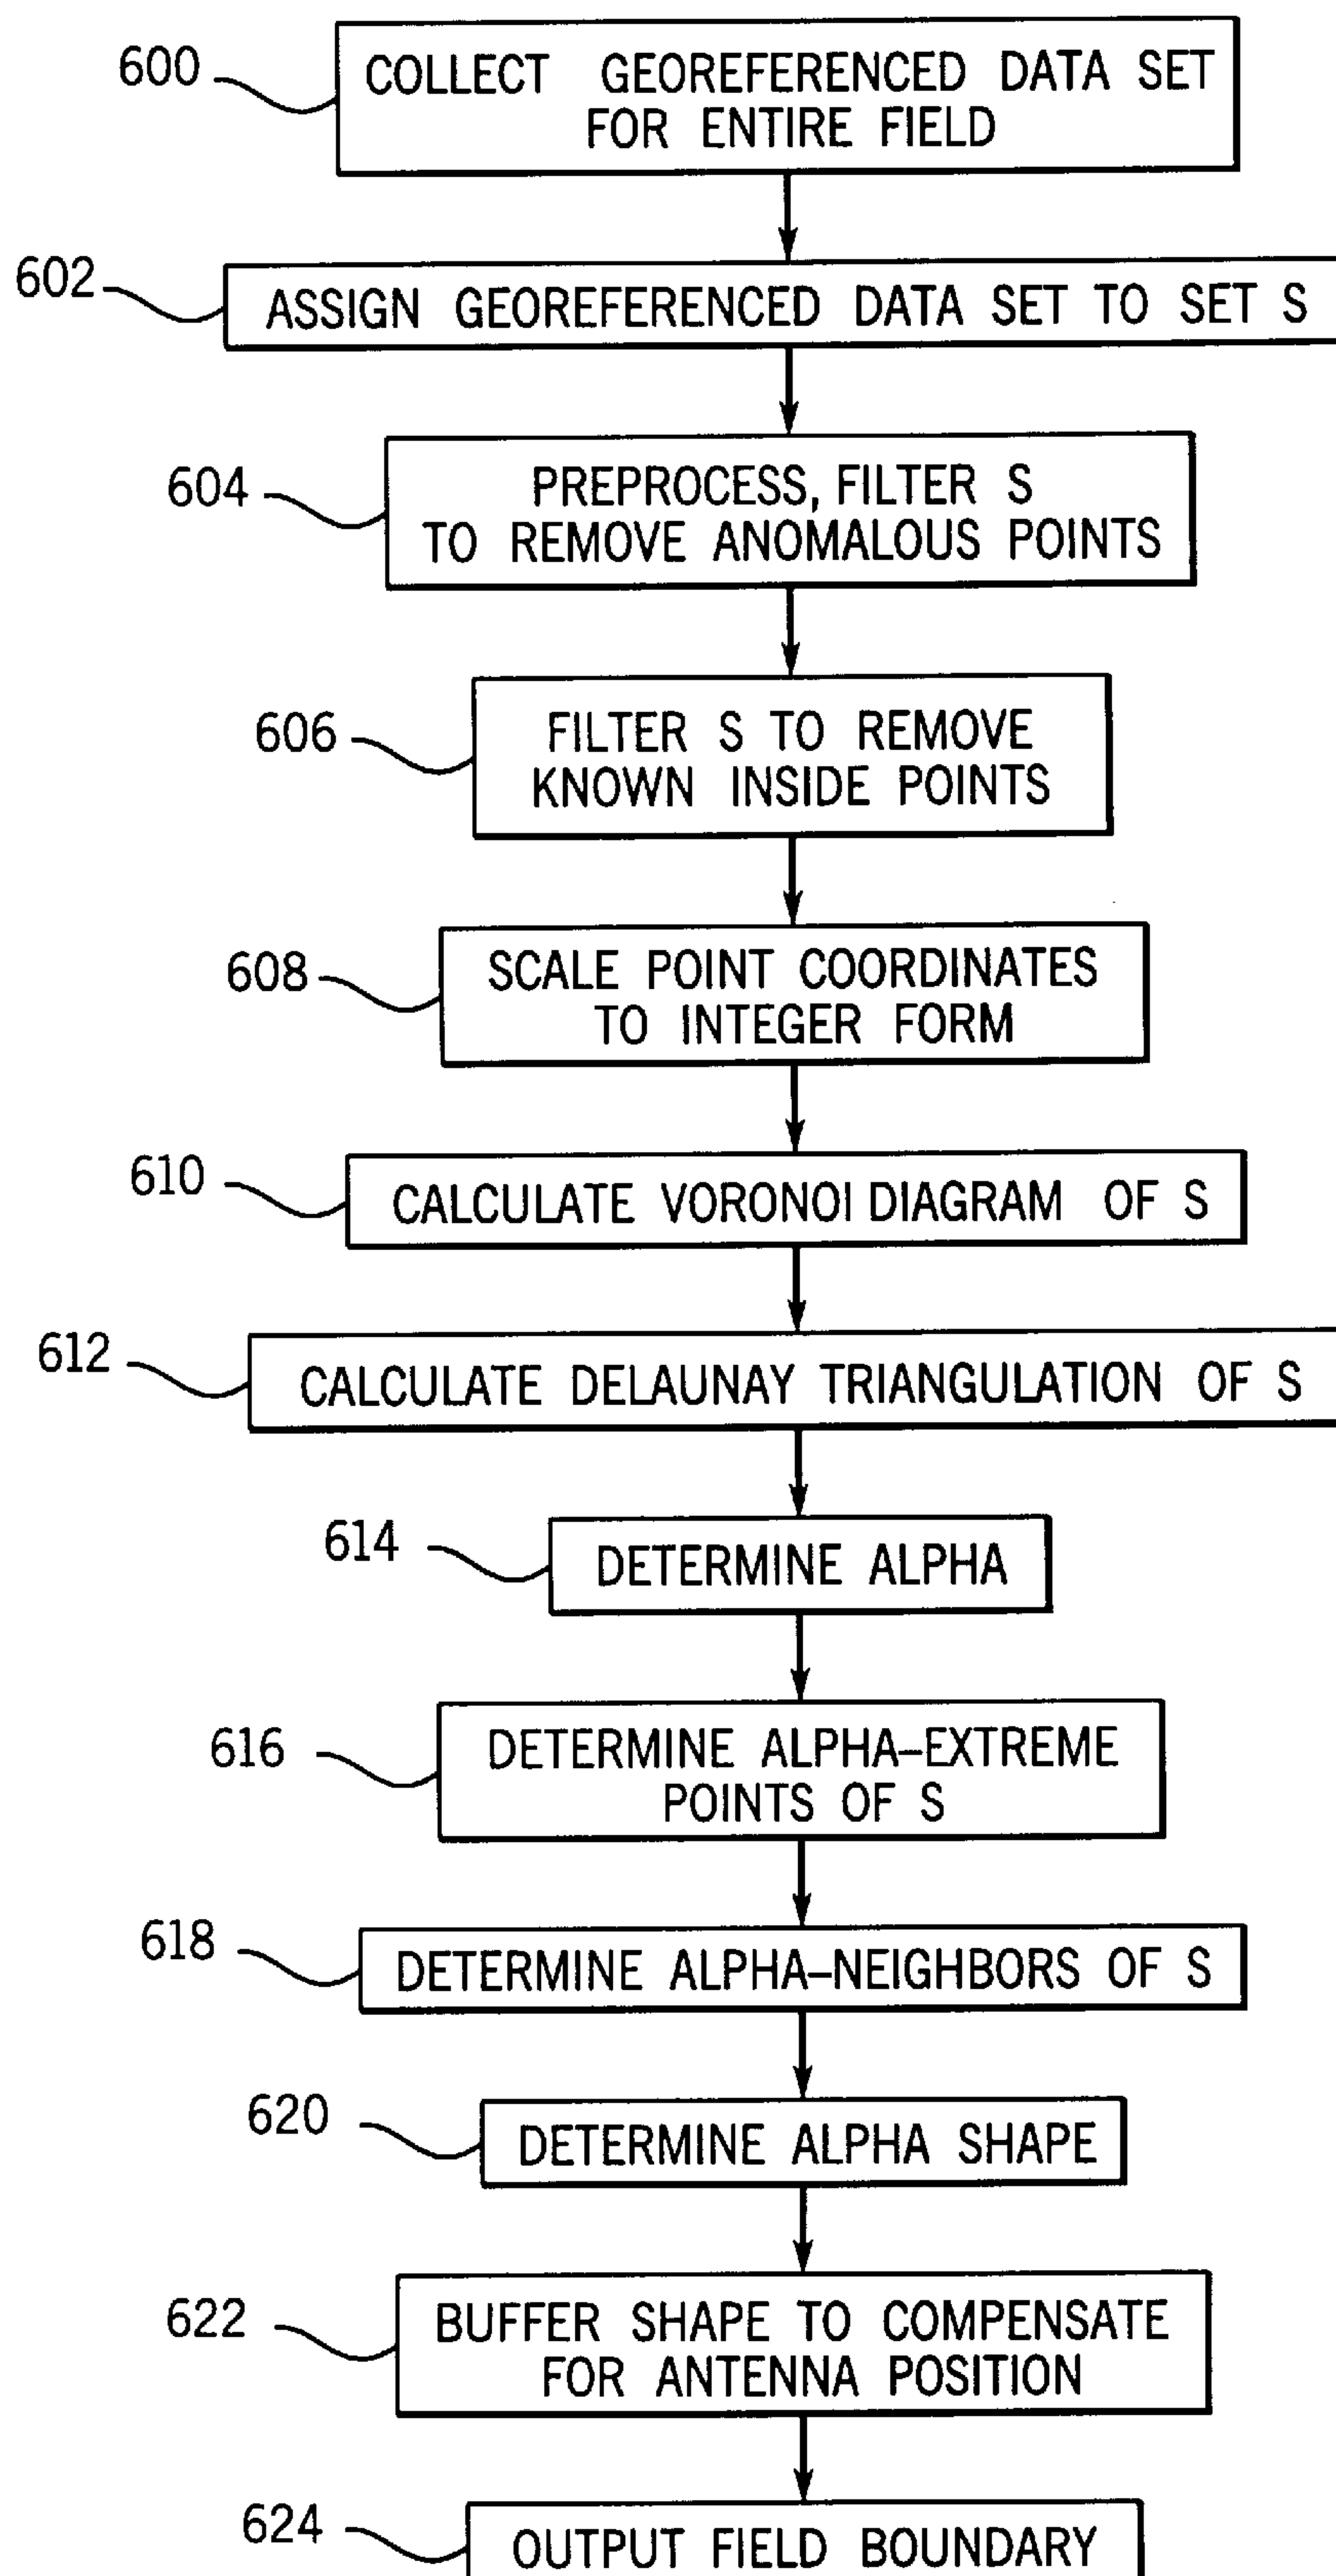 600
COLLECT GEOREFERENCED DATA SET
FOR ENTIRE FIELD
602
ASSIGN GEOREFERENCED DATA SET TO SET S
604
PREPROCESS, FILTER S
TO REMOVE ANOMALOUS POINTS
606
FILTER S TO REMOVE
KNOWN INSIDE POINTS
608
SCALE POINT COORDINATES
TO INTEGER FORM
610
CALCULATE VORONOI DIAGRAM OF S
612
CALCULATE DELAUNAY TRIANGULATION OF S
614
DETERMINE ALPHA
616
DETERMINE ALPHA-EXTREME
POINTS OF S
618
DETERMINE ALPHA-NEIGHBORS OF S
620
DETERMINE ALPHA SHAPE
622
BUFFER SHAPE TO COMPENSATE
FOR ANTENNA POSITION
624
OUTPUT FIELD BOUNDARY